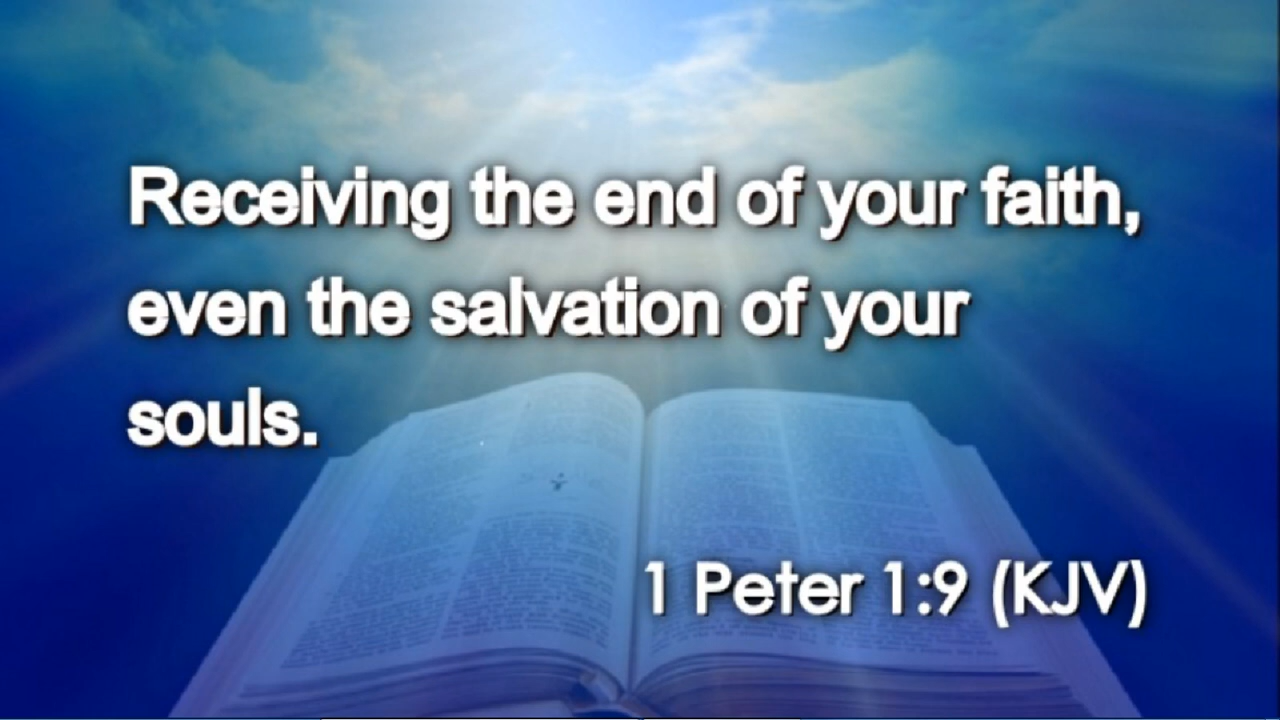 Receiving the end of your faith,
even the salvation of your
souls.
1 Peter 1:9 (KJV)